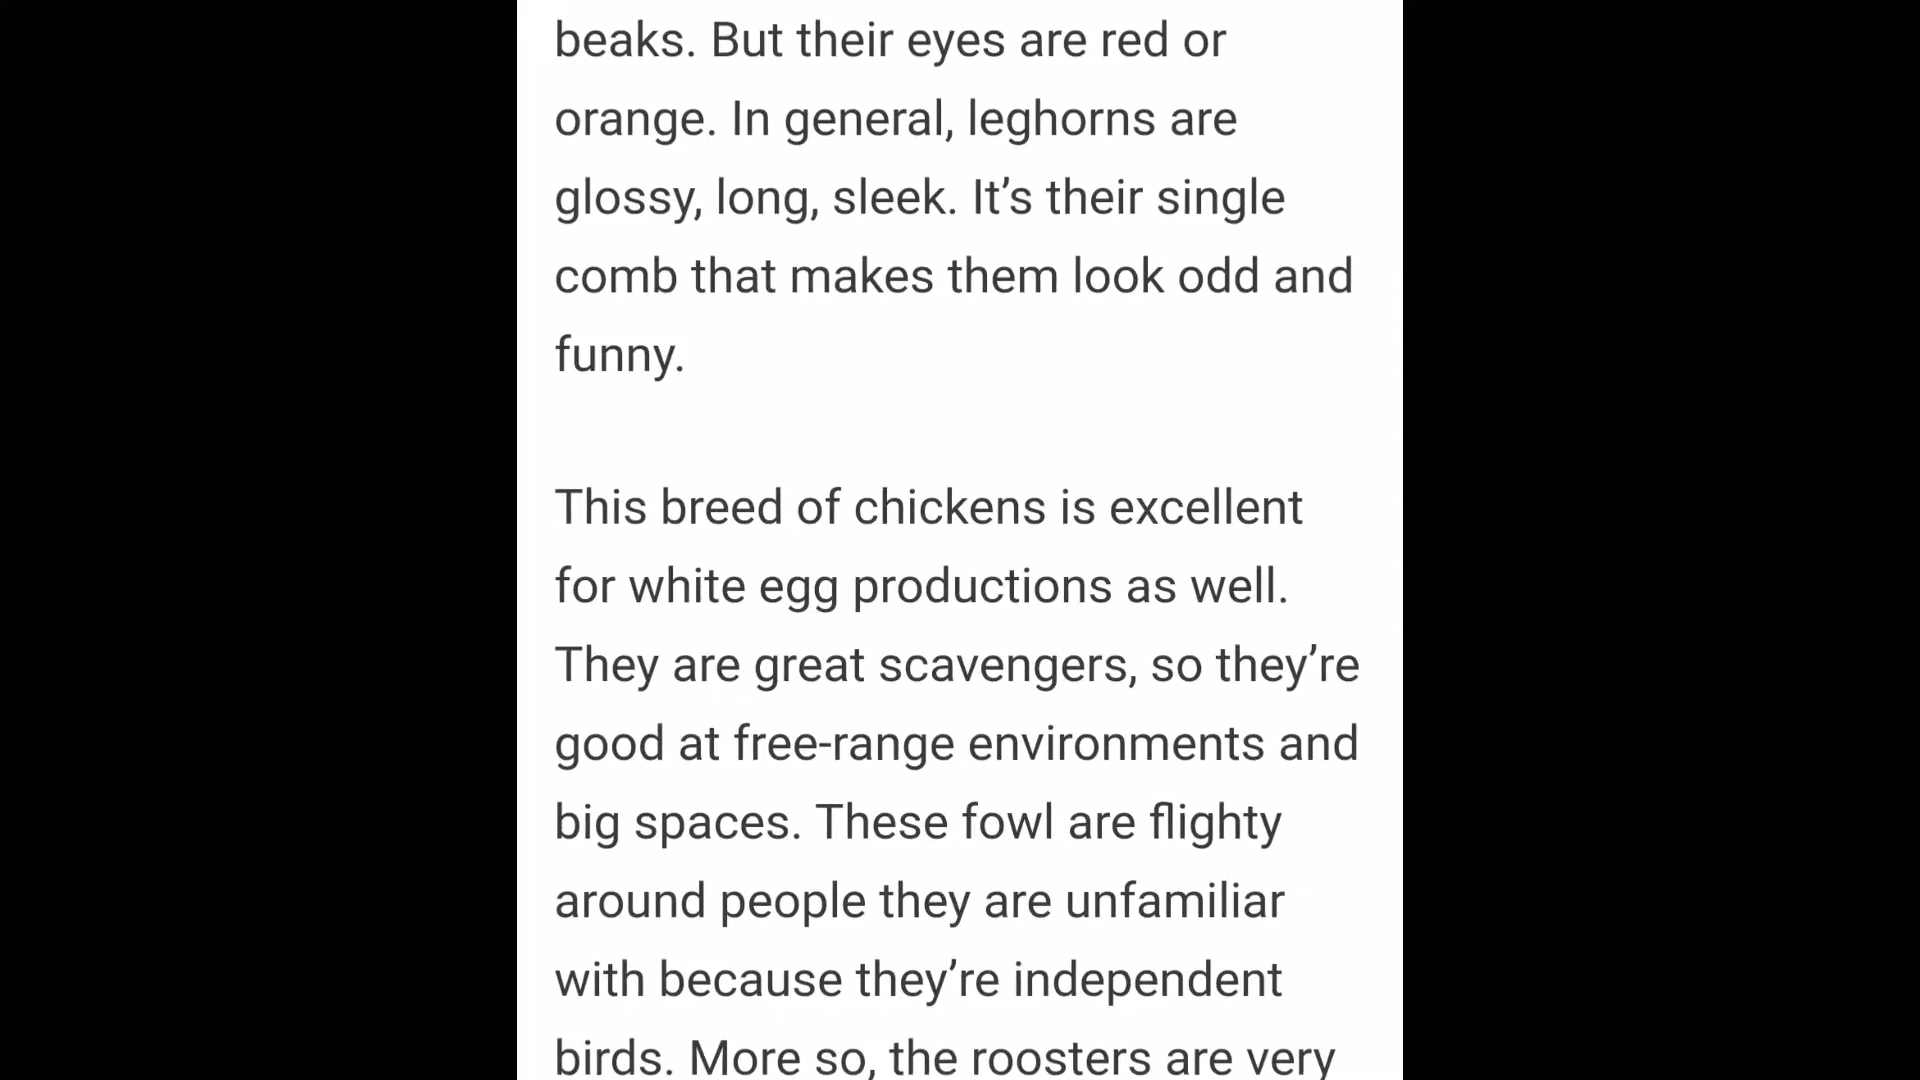 beaks. But their eyes are red or
orange. In general, leghorns are
glossy, long, sleek. It’s their single
comb that makes them look odd and
funny.
This breed of chickens is excellent
for white egg productions as well.
They are great scavengers, so they’re
good at free-range environments and
big spaces. These fowl are flighty
around people they are unfamiliar
with because they’re independent
birds. More so, the roosters are very